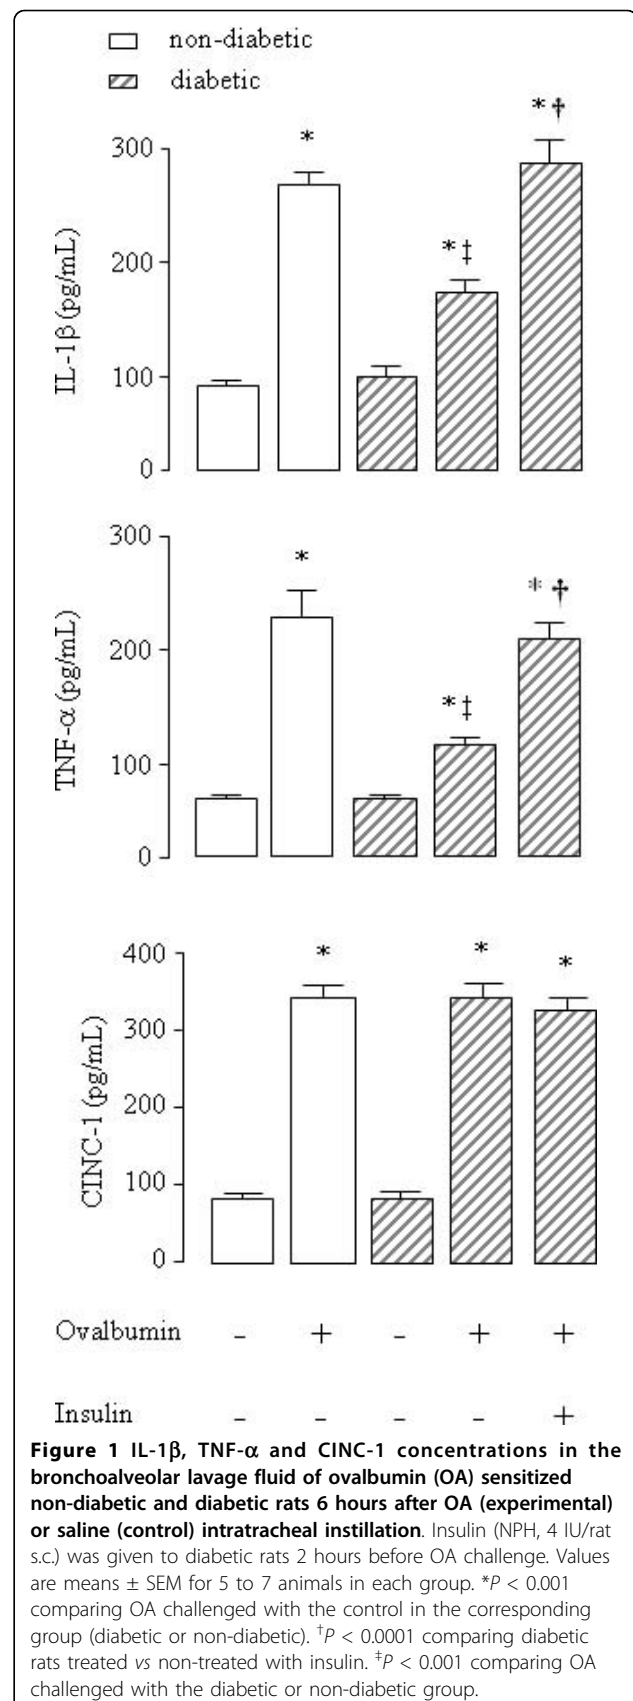 non-diabetic
diabetic
* † 
*
300
* ‡
200
IL-1β (pg/mL)
100
0
300
*
* †
200
* ‡
TNF-α (pg/mL)
100
0
400
* * *
300
CINC-1 (pg/mL)
200
100
0
Ovalbumin - + - + +
Insulin - - - - +
Figure 1 IL-1β, TNF-α and CINC-1 concentrations in the
bronchoalveolar lavage fluid of ovalbumin (OA) sensitized
non-diabetic and diabetic rats 6 hours after OA (experimental)
or saline (control) intratracheal instillation. Insulin (NPH, 4 IU/rat
s.c.) was given to diabetic rats 2 hours before OA challenge. Values
are means ± SEM for 5 to 7 animals in each group. *P < 0.001
comparing OA challenged with the control in the corresponding
group (diabetic or non-diabetic). †P < 0.0001 comparing diabetic
rats treated vs non-treated with insulin. ‡P < 0.001 comparing OA
challenged with the diabetic or non-diabetic group.